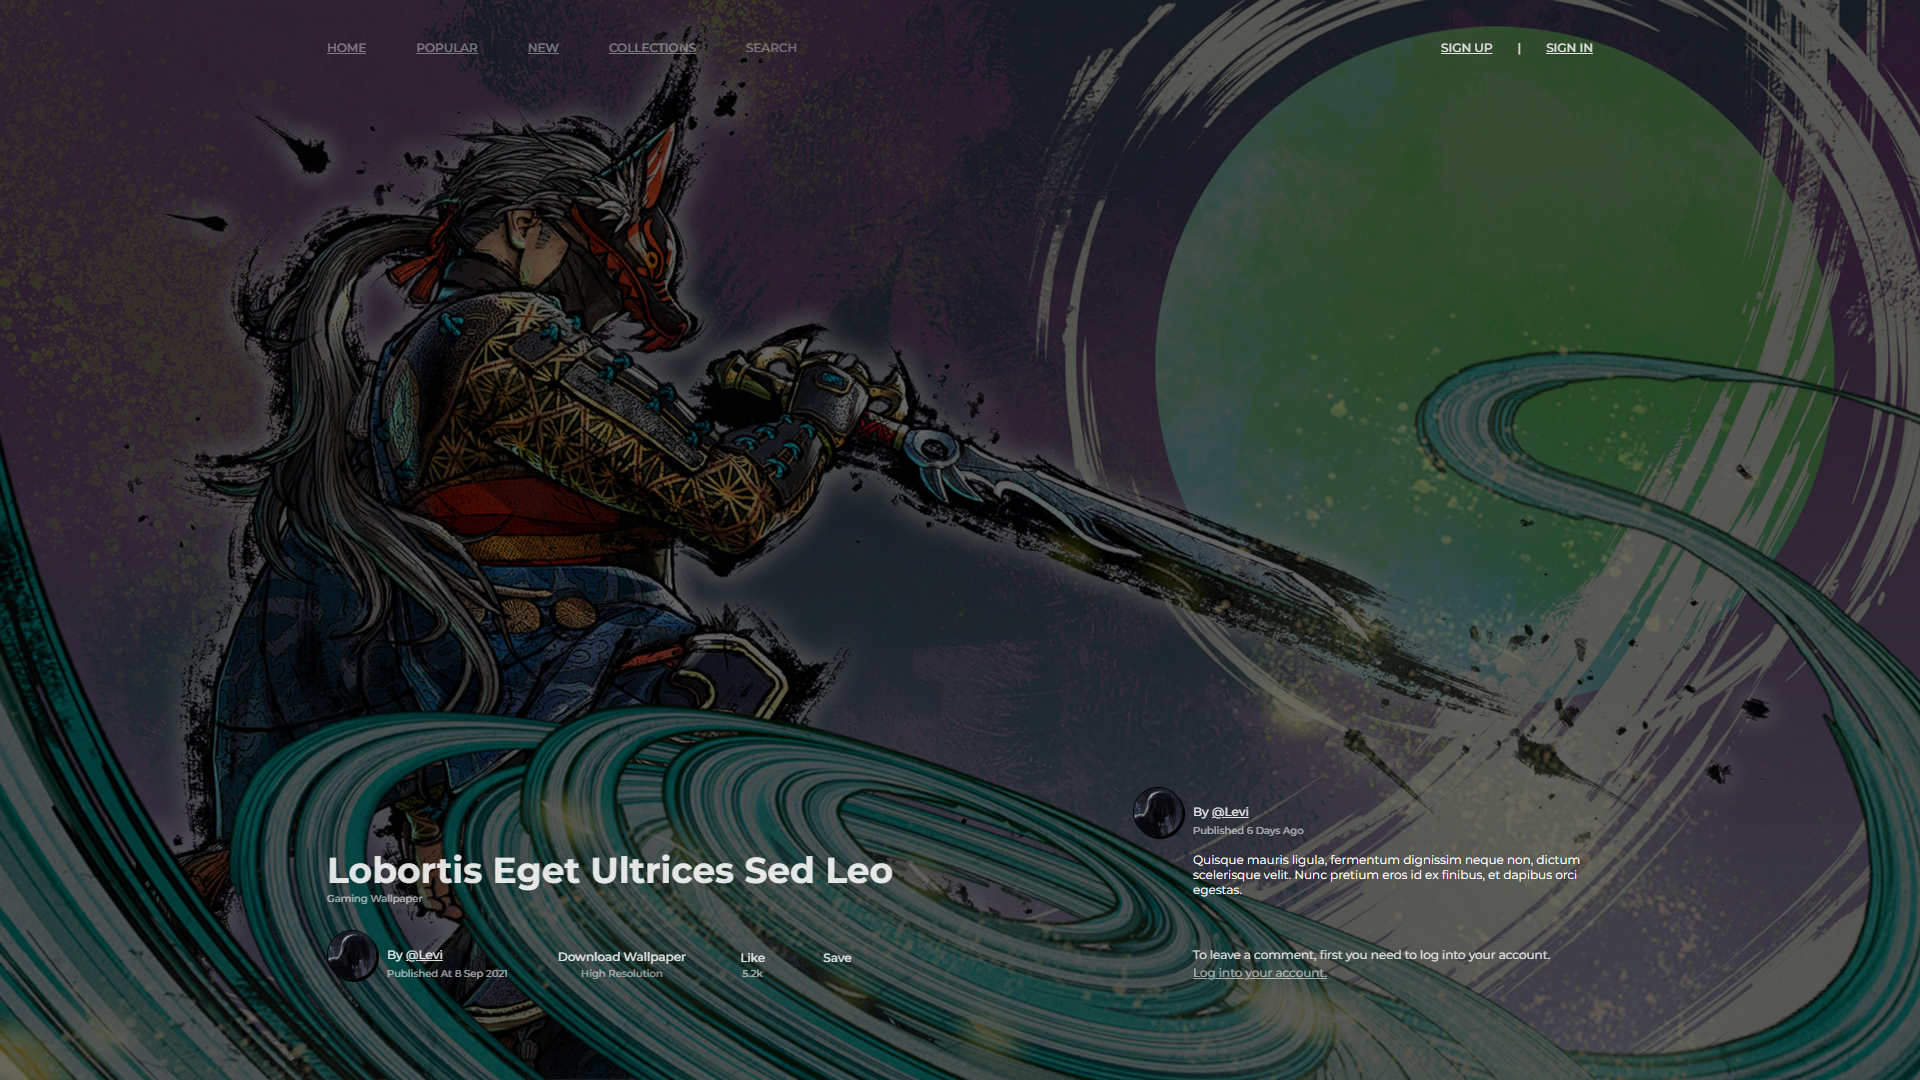 HOME POPULAR NEW COLLECTIONS SEARCH SIGN UP | SIGN IN
Lobortis Eget Ultrices Sed Leo
Gaming Wallpaper
By @Levi
Published At 8 Sep 2021
Download Wallpaper
High Resolution
Like
5.2k
Save
By @Levi
Published 6 Days Ago
Quisque mauris ligula, fermentum dignissim neque non, dictum
scelerisque velit. Nunc pretium eros id ex finibus, et dapibus orci
egestas.
To leave a comment, first you need to log into your account.
Log into your account.